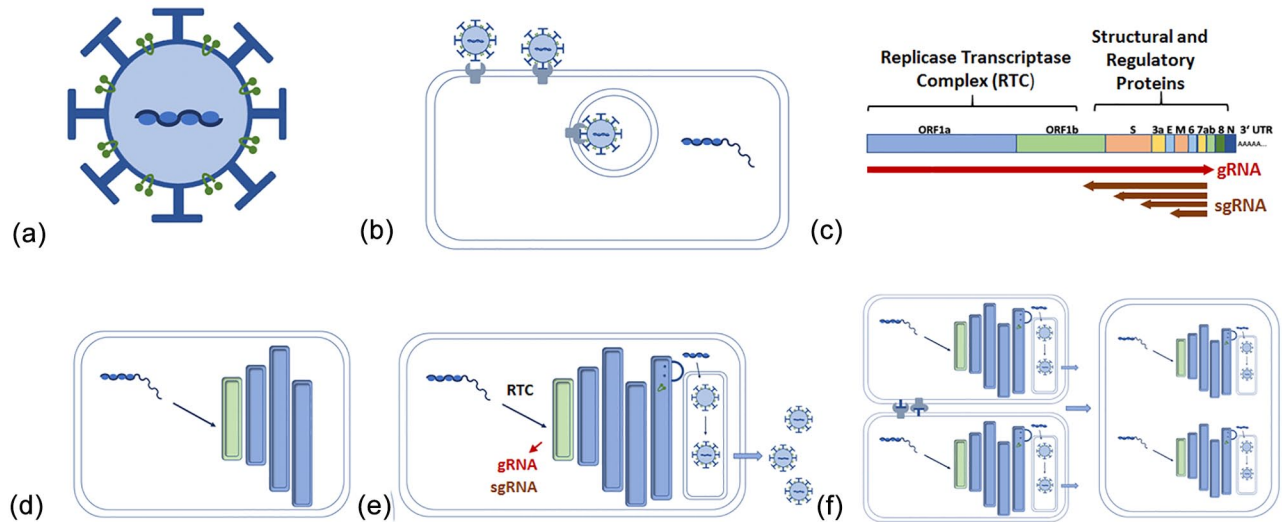 (a)
(b)
Replicase Transcriptase
Complex (RTC)
Structural and
Regulatory
Proteins
ORF1a ORF1b S 3a E M 6 7ab 8 N 3' UTR
AAAAA...
gRNA
sgRNA
(c)
(d)
RTC
gRNA
sgRNA
(e)
(f)